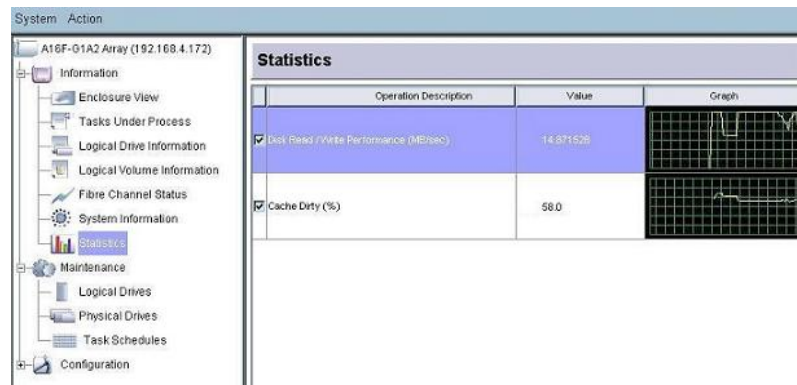 System Action
A16F-G1A2 Array (192.168.4.172)
Information
Enclosure View
Tasks Under Process
Logical Drive Information
Logical Volume Information
Fibre Channel Status
System Information
Statistics
Maintenance
Logical Drives
Physical Drives
Task Schedules
Configuration
Statistics
Operation Description Value Graph
Disk Read / Write Performance (MB/sec) 14.871528
Cache Dirty (%) 58.0